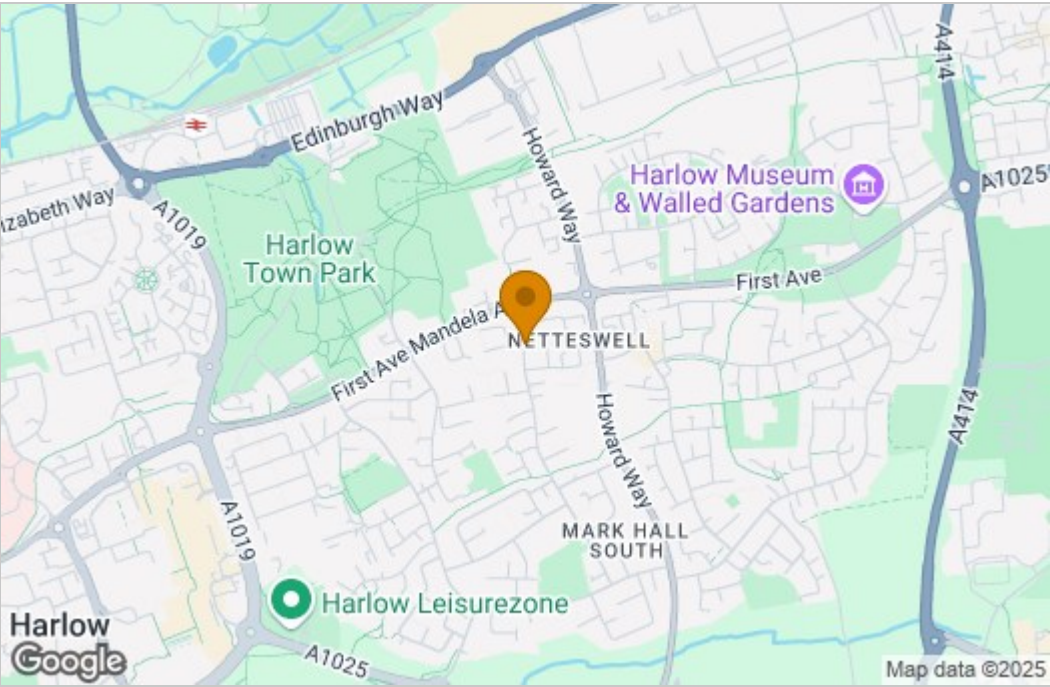 A414
Edinburgh Way
Howard Way
Harlow Museum
& Walled Gardens
A1025
izabeth Way
A1019
Harlow
Town Park
First Ave
First Ave Mandela A
NETTESWELL
Howard Way
A414
A1019
MARK HALL
SOUTH
Harlow Leisurezone
Harlow
Google
A1025
Map data ©2025